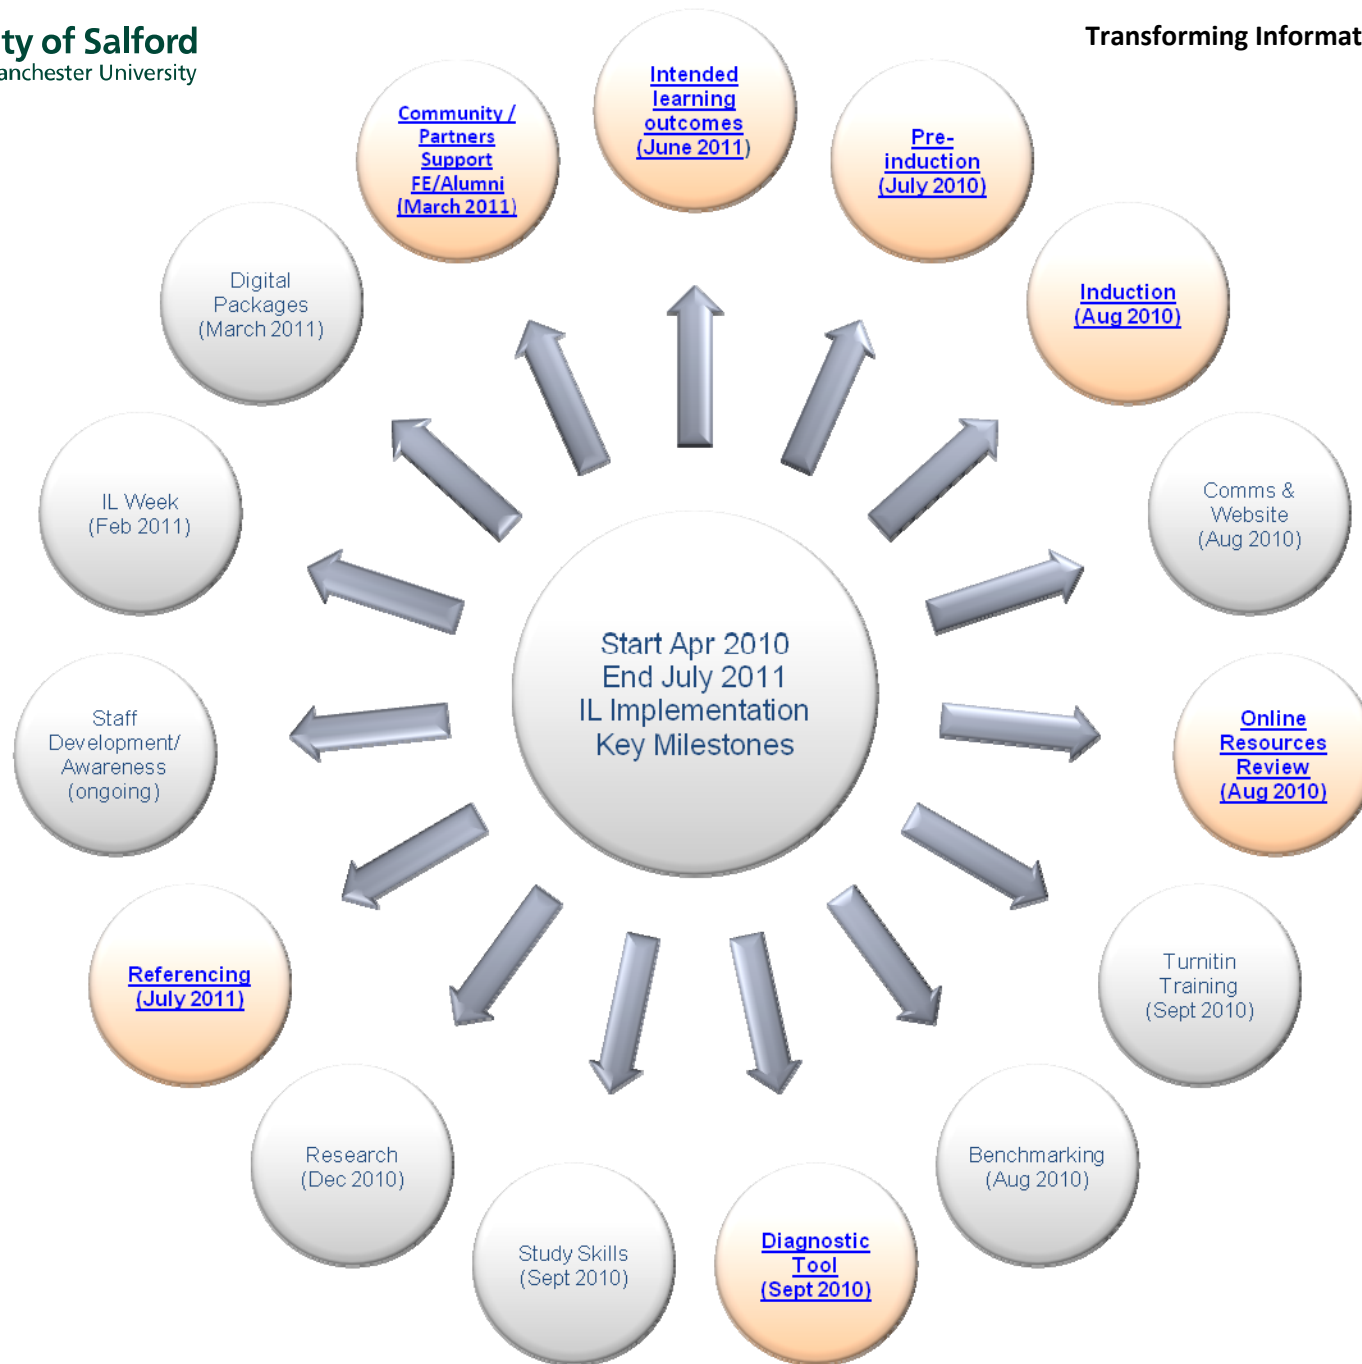 ty of Salford
anchester University
Transforming Informat
Intended
learning
outcomes
(June 2011)
Pre-
induction
(July 2010)
Induction
(Aug 2010)
Comms &
Website
(Aug 2010)
Online
Resources
Review
(Aug 2010)
Turnitin
Training
(Sept 2010)
Benchmarking
(Aug 2010)
Diagnostic
Tool
(Sept 2010)
Study Skills
(Sept 2010)
Research
(Dec 2010)
Referencing
(July 2011)
Staff
Development/
Awareness
(ongoing)
IL Week
(Feb 2011)
Digital
Packages
(March 2011)
Community /
Partners
Support
FE/Alumni
(March 2011)
Start Apr 2010
End July 2011
IL Implementation
Key Milestones